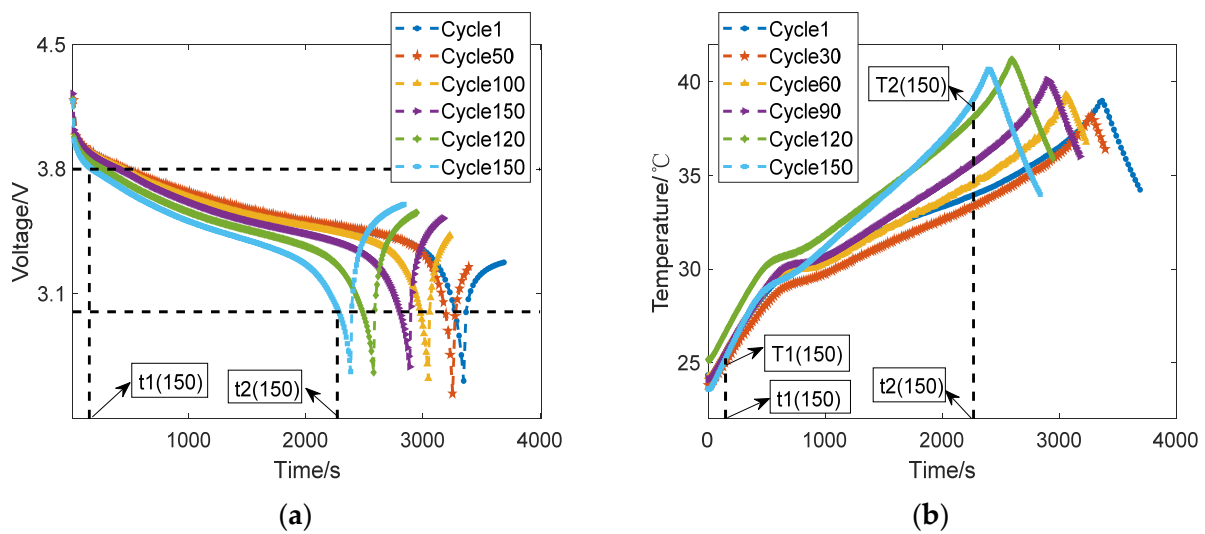 Cycle1
Cycle50
Cycle100
Cycle150
Cycle120
Cycle150
4.5
3.8
3.1
Voltage/V
t1(150)
t2(150)
1000
2000
3000
4000
Time/s
(a)
Cycle1
Cycle30
Cycle60
Cycle90
Cycle120
Cycle150
40
35
30
25
Temperature/℃
T2(150)
T1(150)
t1(150)
t2(150)
0
1000
2000
3000
4000
Time/s
(b)